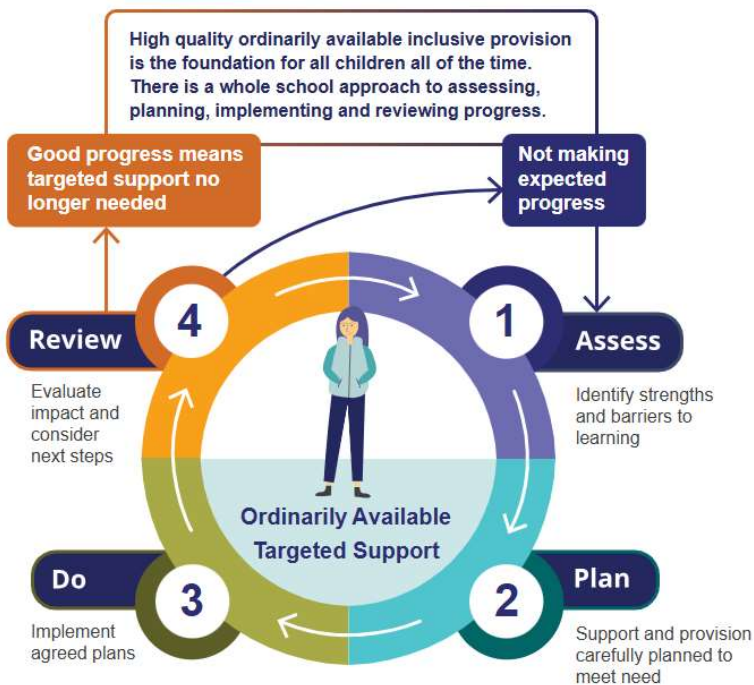 High quality ordinarily available inclusive provision
is the foundation for all children all of the time.
There is a whole school approach to assessing,
planning, implementing and reviewing progress.
Good progress means
targeted support no
longer needed
Not making
expected
progress
4
Review
Evaluate
impact and
consider
next steps
1
Assess
Identify strengths
and barriers to
learning
Ordinarily Available
Targeted Support
Do
3
Implement
agreed plans
2
Plan
Support and provision
carefully planned to
meet need